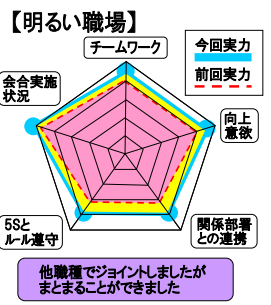 【明るい職場】
チームワーク
今回実力
前回実力
会合実施
状況
向上
意欲
5Sと
ルール遵守
関係部署
との連携
他職種でジョイントしましたが
まとまることができました